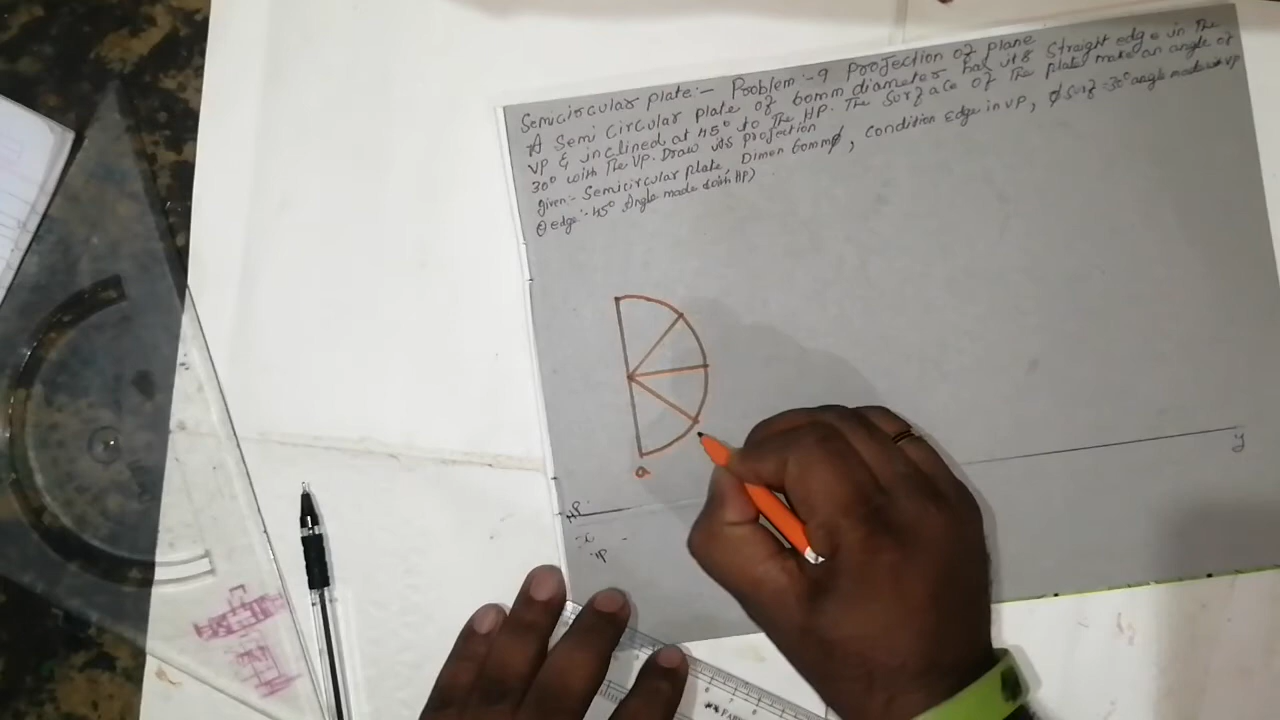 Semicircular plate:- Problem:-9 projection of plane
A Semi Circular plate of 60mm diameter has its straight edge in the
VP & inclined at 45° to The HP. The Surface of The plate make an angle of
30° with The VP. Draw its projection
given:- Semicircular plate, Dimen 60mmϕ, Condition edge in VP, ϕ surf = 30° angle made with VP
θ edge:- 45° Angle made with HP)
a
HP
x y
VP